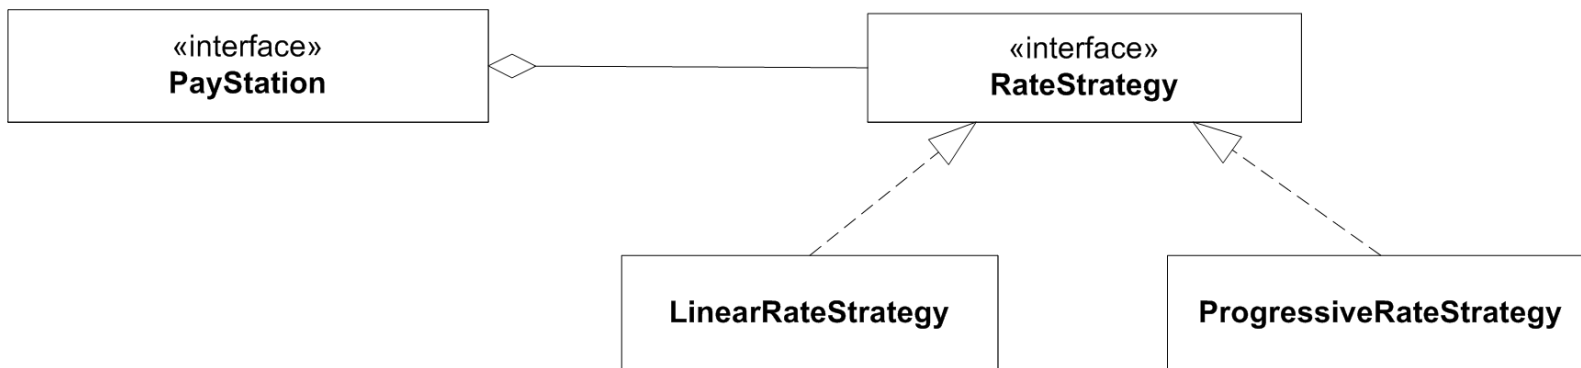 «interface»
PayStation
«interface»
RateStrategy
LinearRateStrategy
ProgressiveRateStrategy